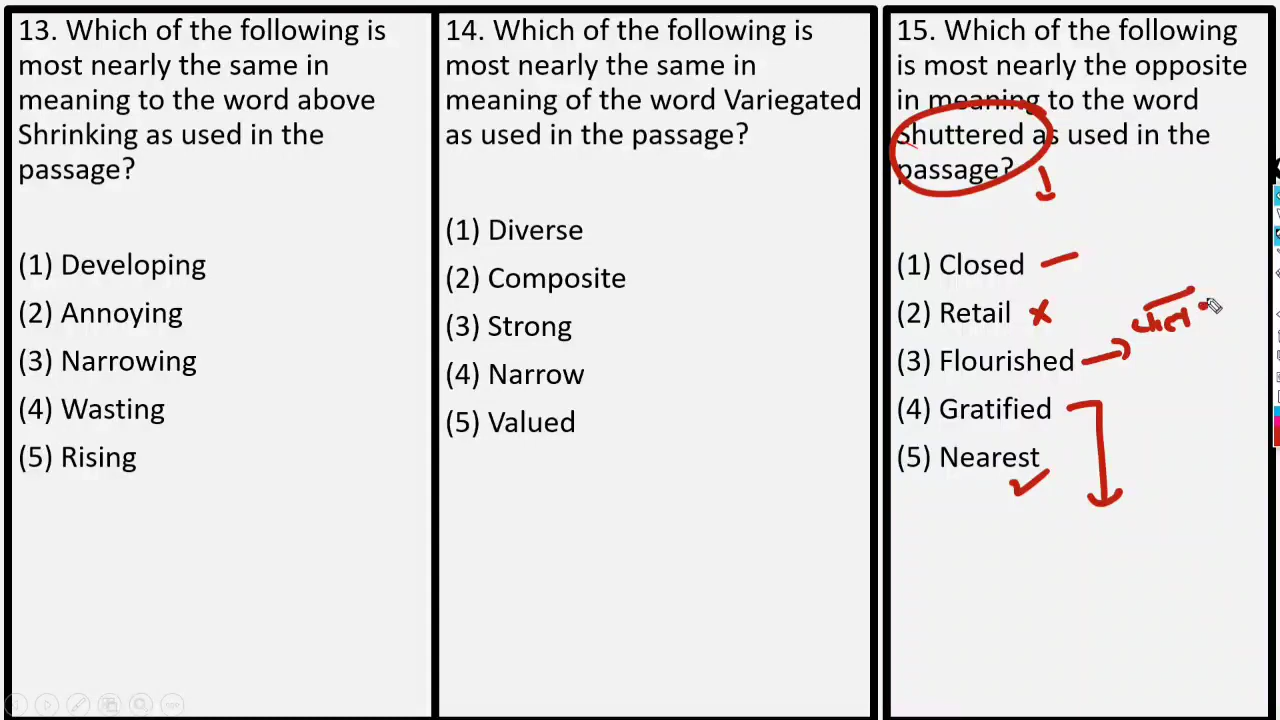 13. Which of the following is
most nearly the same in
meaning to the word above
Shrinking as used in the
passage?
(1) Developing
(2) Annoying
(3) Narrowing
(4) Wasting
(5) Rising
14. Which of the following is
most nearly the same in
meaning of the word Variegated
as used in the passage?
(1) Diverse
(2) Composite
(3) Strong
(4) Narrow
(5) Valued
15. Which of the following
is most nearly the opposite
in meaning to the word
Shuttered as used in the
passage?
(1) Closed
(2) Retail
(3) Flourished
(4) Gratified
(5) Nearest